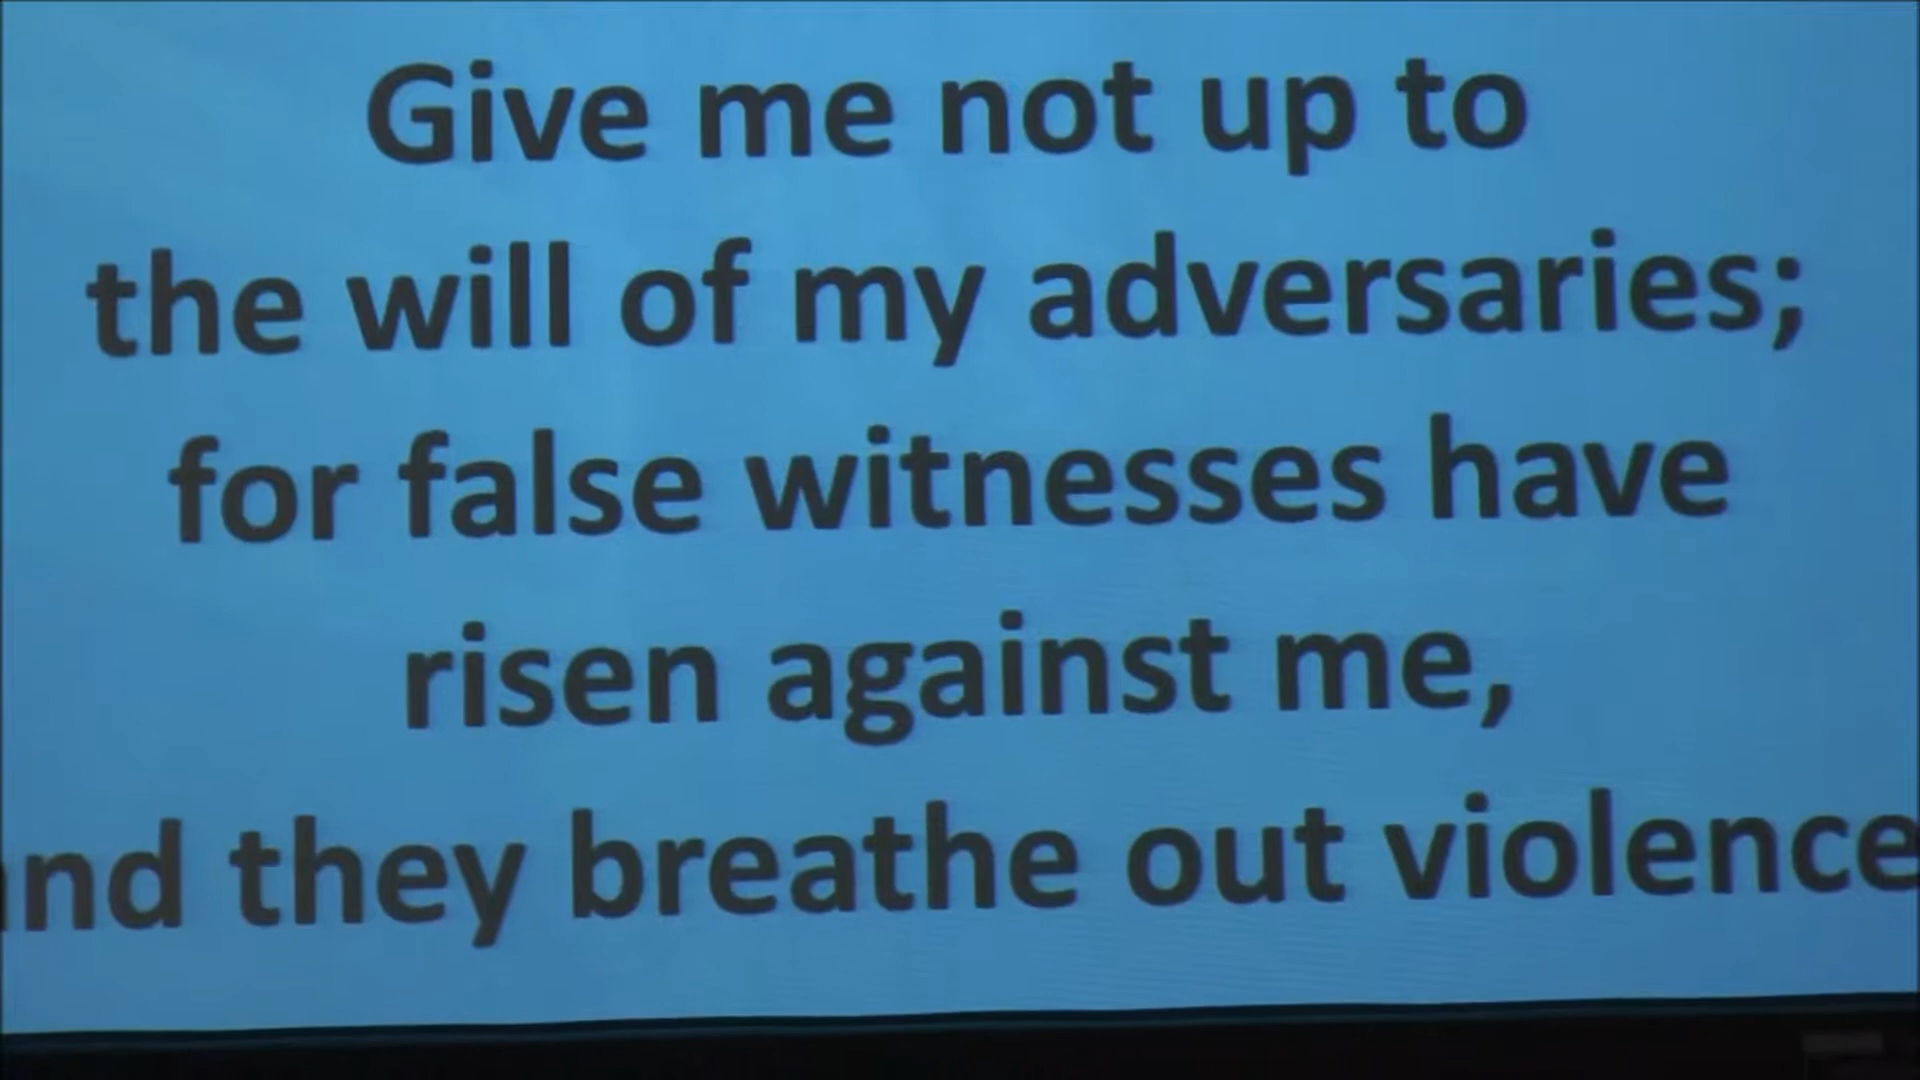 Give me not up to
the will of my adversaries;
for false witnesses have
risen against me,
nd they breathe out violence